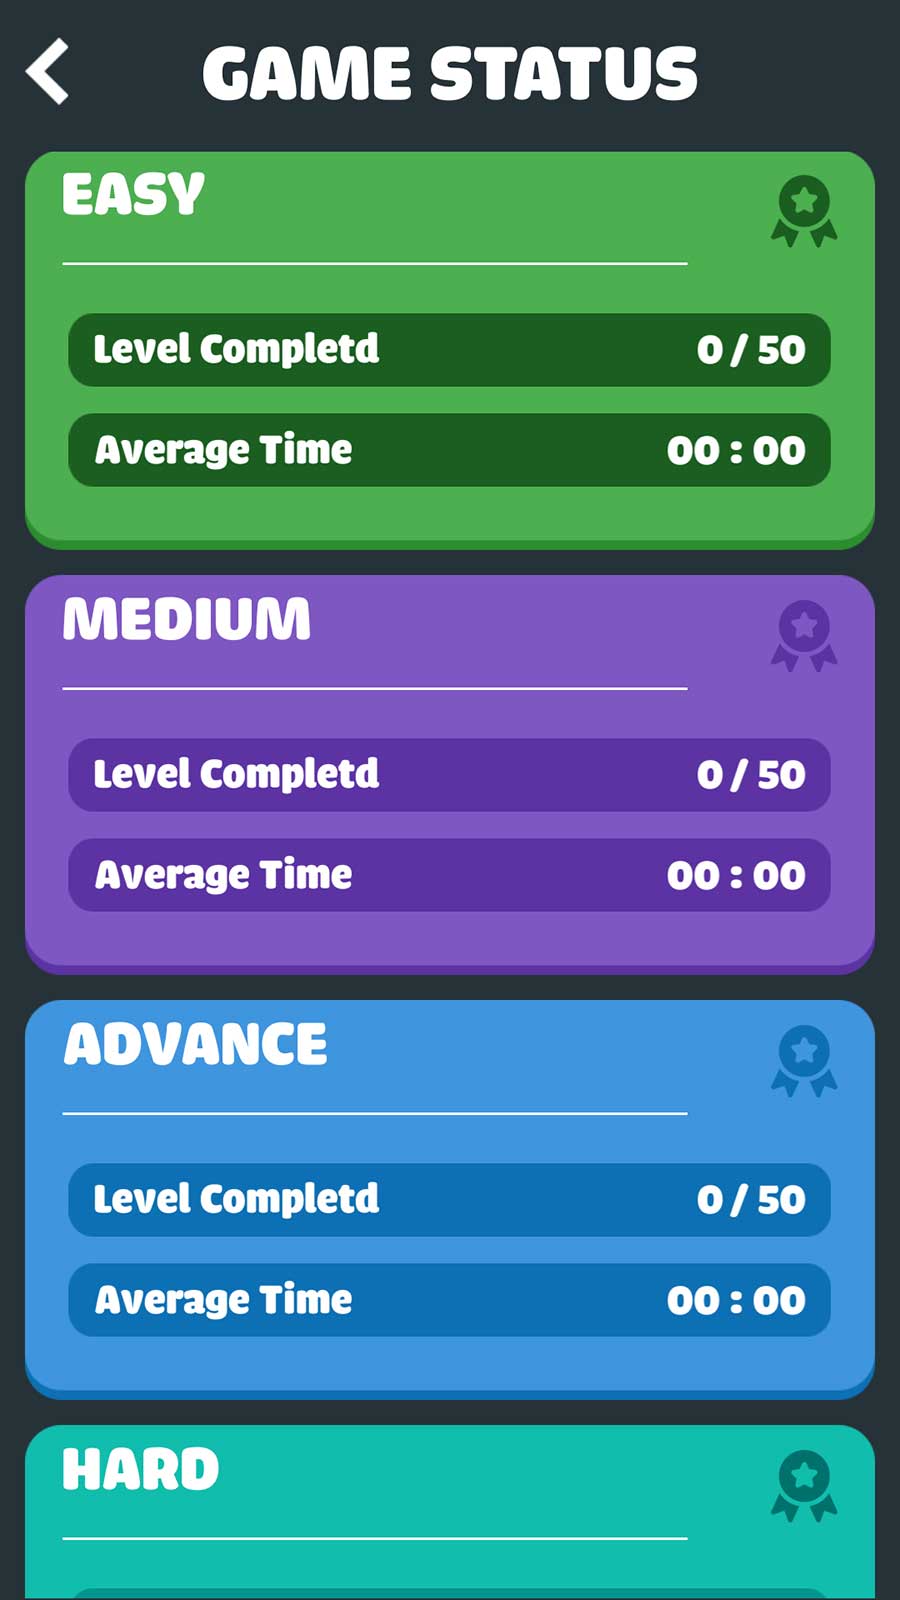 GAME STATUS
EASY
Level Completd 0 / 50
Average Time 00 : 00
MEDIUM
Level Completd 0 / 50
Average Time 00 : 00
ADVANCE
Level Completd 0 / 50
Average Time 00 : 00
HARD